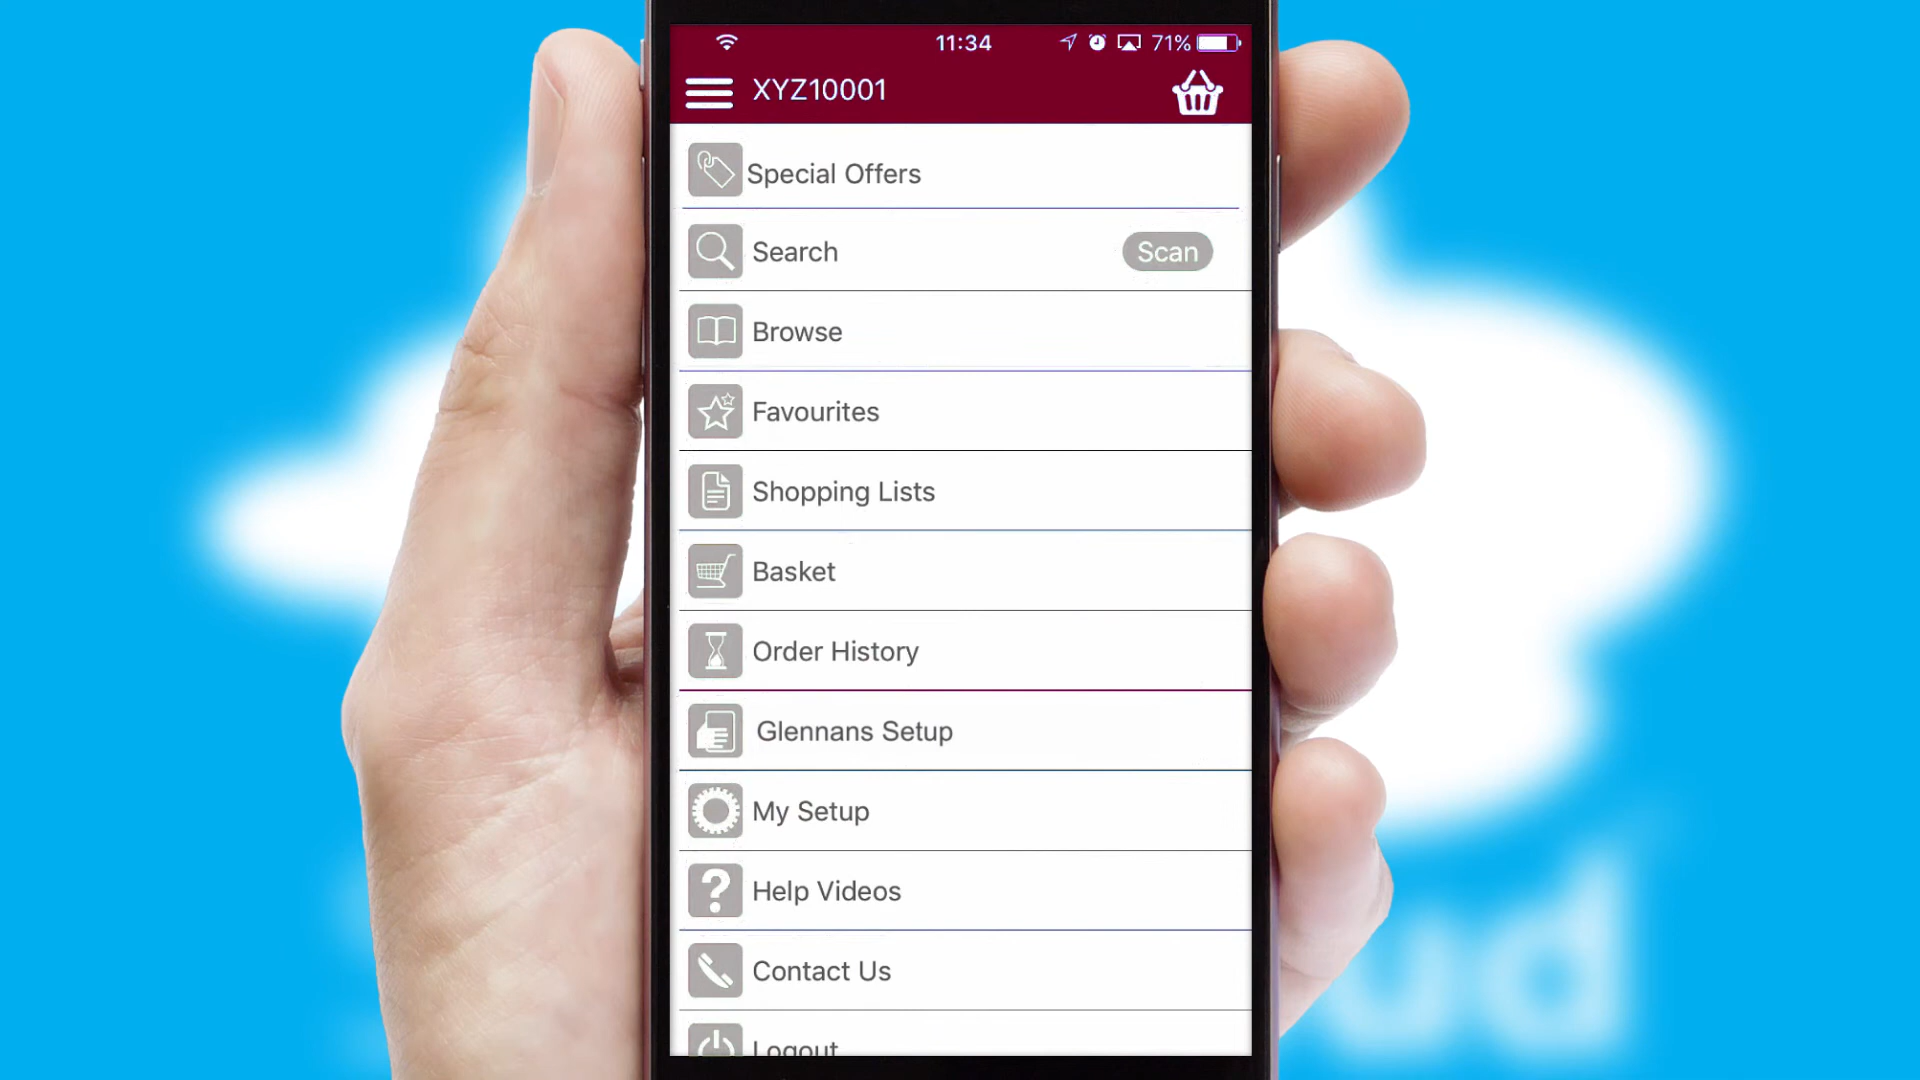 11:34
71%
XYZ10001
Special Offers
Search
Scan
Browse
Favourites
Shopping Lists
Basket
Order History
Glennans Setup
My Setup
Help Videos
Contact Us
Logout